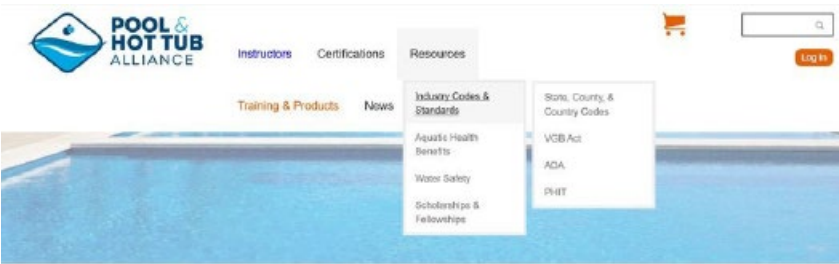 POOL &
HOT TUB
ALLIANCE
Instructors Certifications Resources
Log In
Training & Products News
Industry Codes &
Standards
Aquatic Health
Benefits
Water Safety
Scholarships &
Fellowships
State, County, &
Country Codes
VGB Act
ADA
PHIT